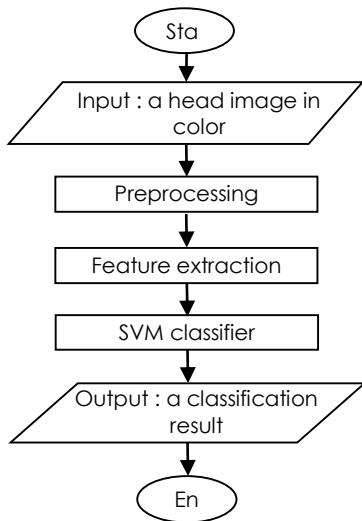 Sta
Input : a head image in
color
Preprocessing
Feature extraction
SVM classifier
Output : a classification
result
En